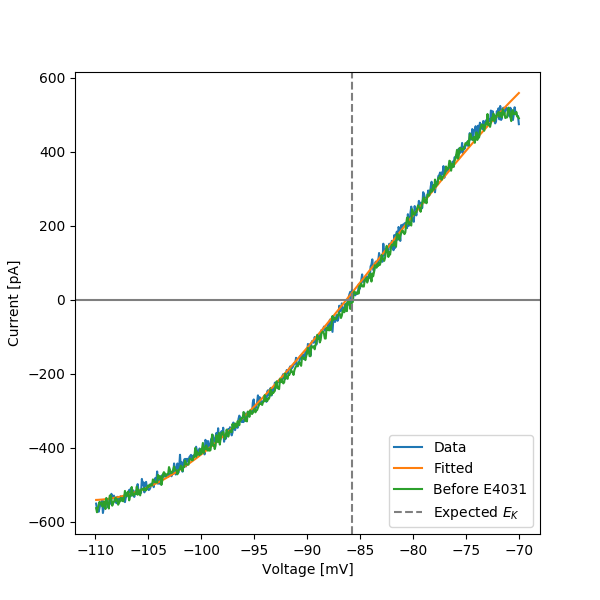 600
400
200
0
−200
−400
−600
Current [pA]
−110 −105 −100 −95 −90 −85 −80 −75 −70
Voltage [mV]
Data
Fitted
Before E4031
Expected E_K